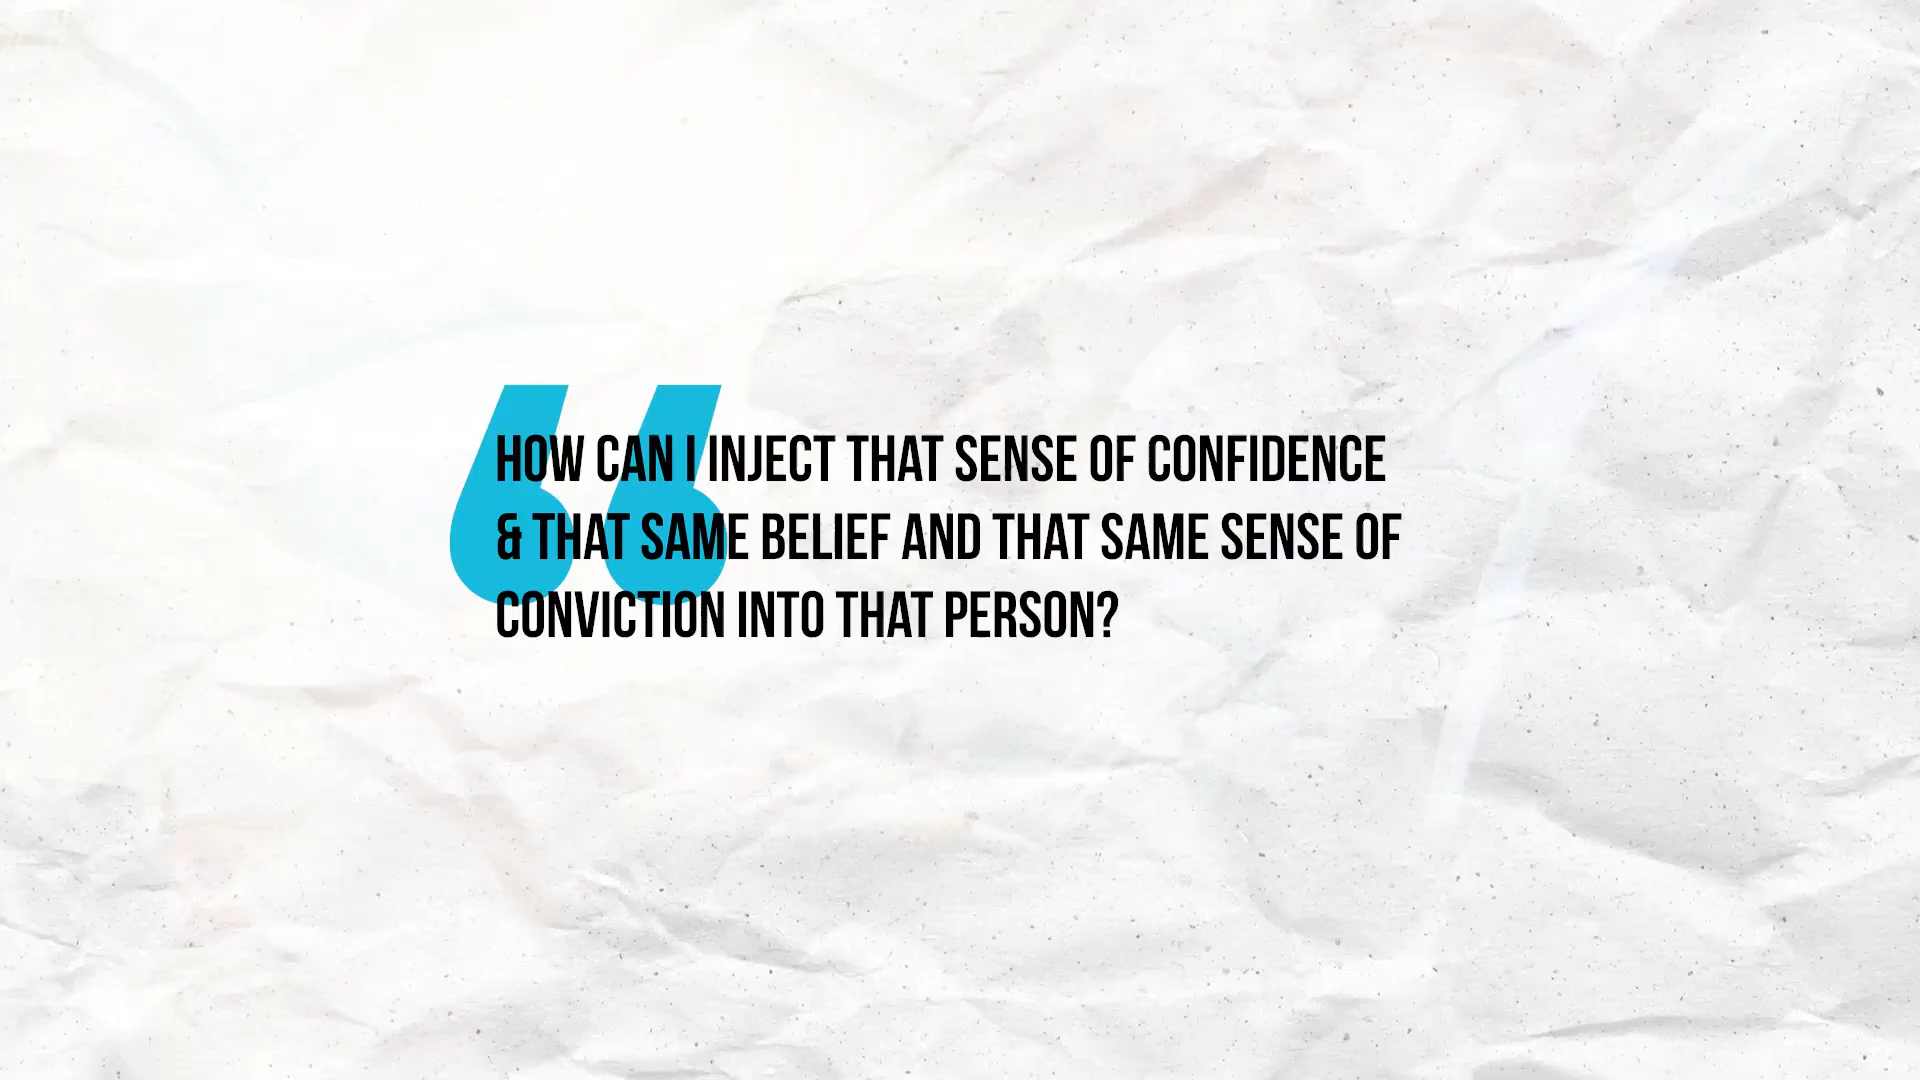 HOW CAN I INJECT THAT SENSE OF CONFIDENCE
& THAT SAME BELIEF AND THAT SAME SENSE OF
CONVICTION INTO THAT PERSON?